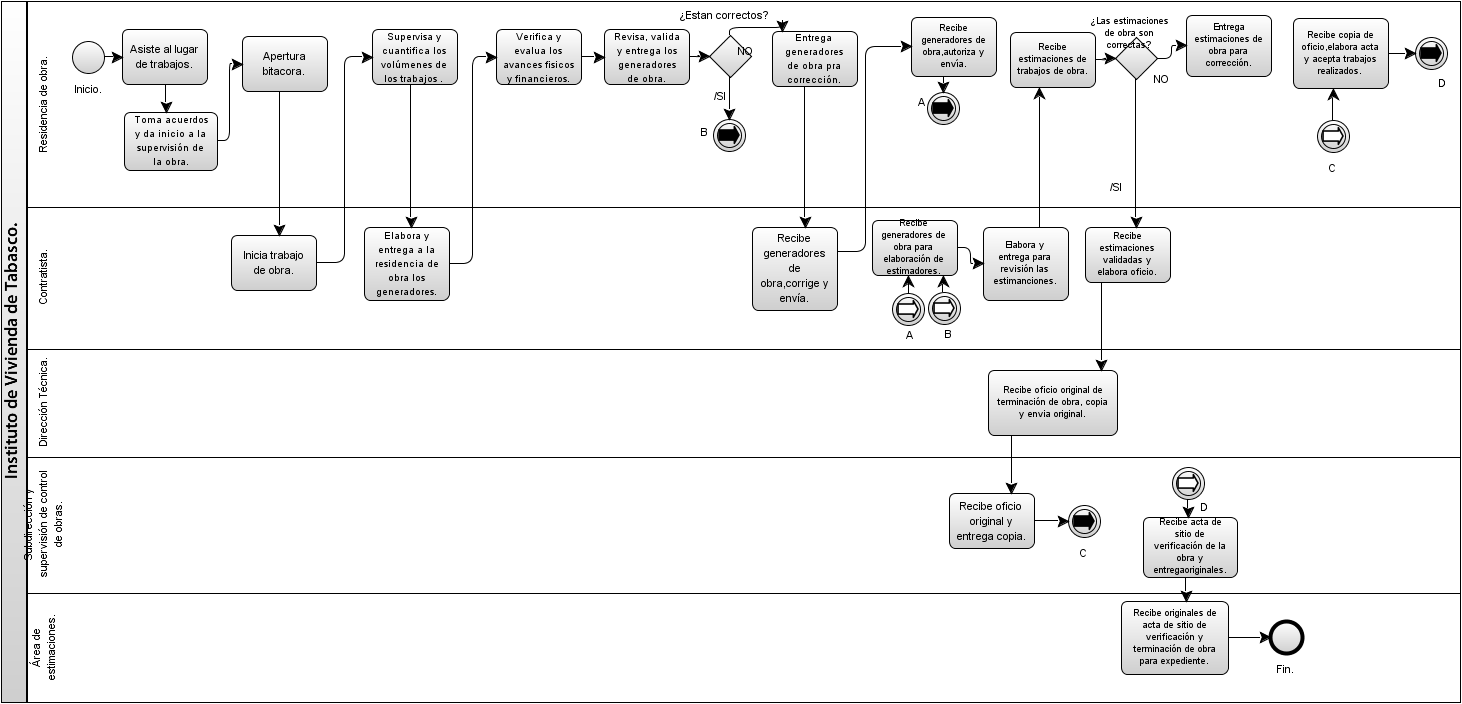 Instituto de Vivienda de Tabasco.
Residencia de obra.
Inicio.
Asiste al lugar
de trabajos.
Toma acuerdos
y da inicio a la
supervisión de
la obra.
Apertura
bitacora.
Supervisa y
cuantifica los
volúmenes de
los trabajos .
Verifica y
evalua los
avances fisicos
y financieros.
Revisa, valida
y entrega los
generadores
de obra.
¿Estan correctos?
NO
/SI
B
Entrega
generadores
de obra pra
corrección.
Recibe
generadores de
obra,autoriza y
envía.
A
Recibe
estimaciones de
trabajos de obra.
¿Las estimaciones
de obra son
correctas?
NO
/SI
Entrega
estimaciones de
obra para
corrección.
Recibe copia de
oficio,elabora acta
y acepta trabajos
realizados.
D
C
Contratista.
Inicia trabajo
de obra.
Elabora y
entrega a la
residencia de
obra los
generadores.
Recibe
generadores
de
obra,corrige y
envía.
Recibe
generadores de
obra para
elaboración de
estimadores.
A
B
Elabora y
entrega para
revisión las
estimanciones.
Recibe
estimaciones
validadas y
elabora oficio.
Dirección Técnica.
Recibe oficio original de
terminación de obra, copia
y envia original.
Subdirección y
supervisión de control
de obras.
Recibe oficio
original y
entrega copia.
C
D
Recibe acta de
sitio de
verificación de la
obra y
entregaoriginales.
Área de
estimaciones.
Recibe originales de
acta de sitio de
verificación y
terminación de obra
para expediente.
Fin.